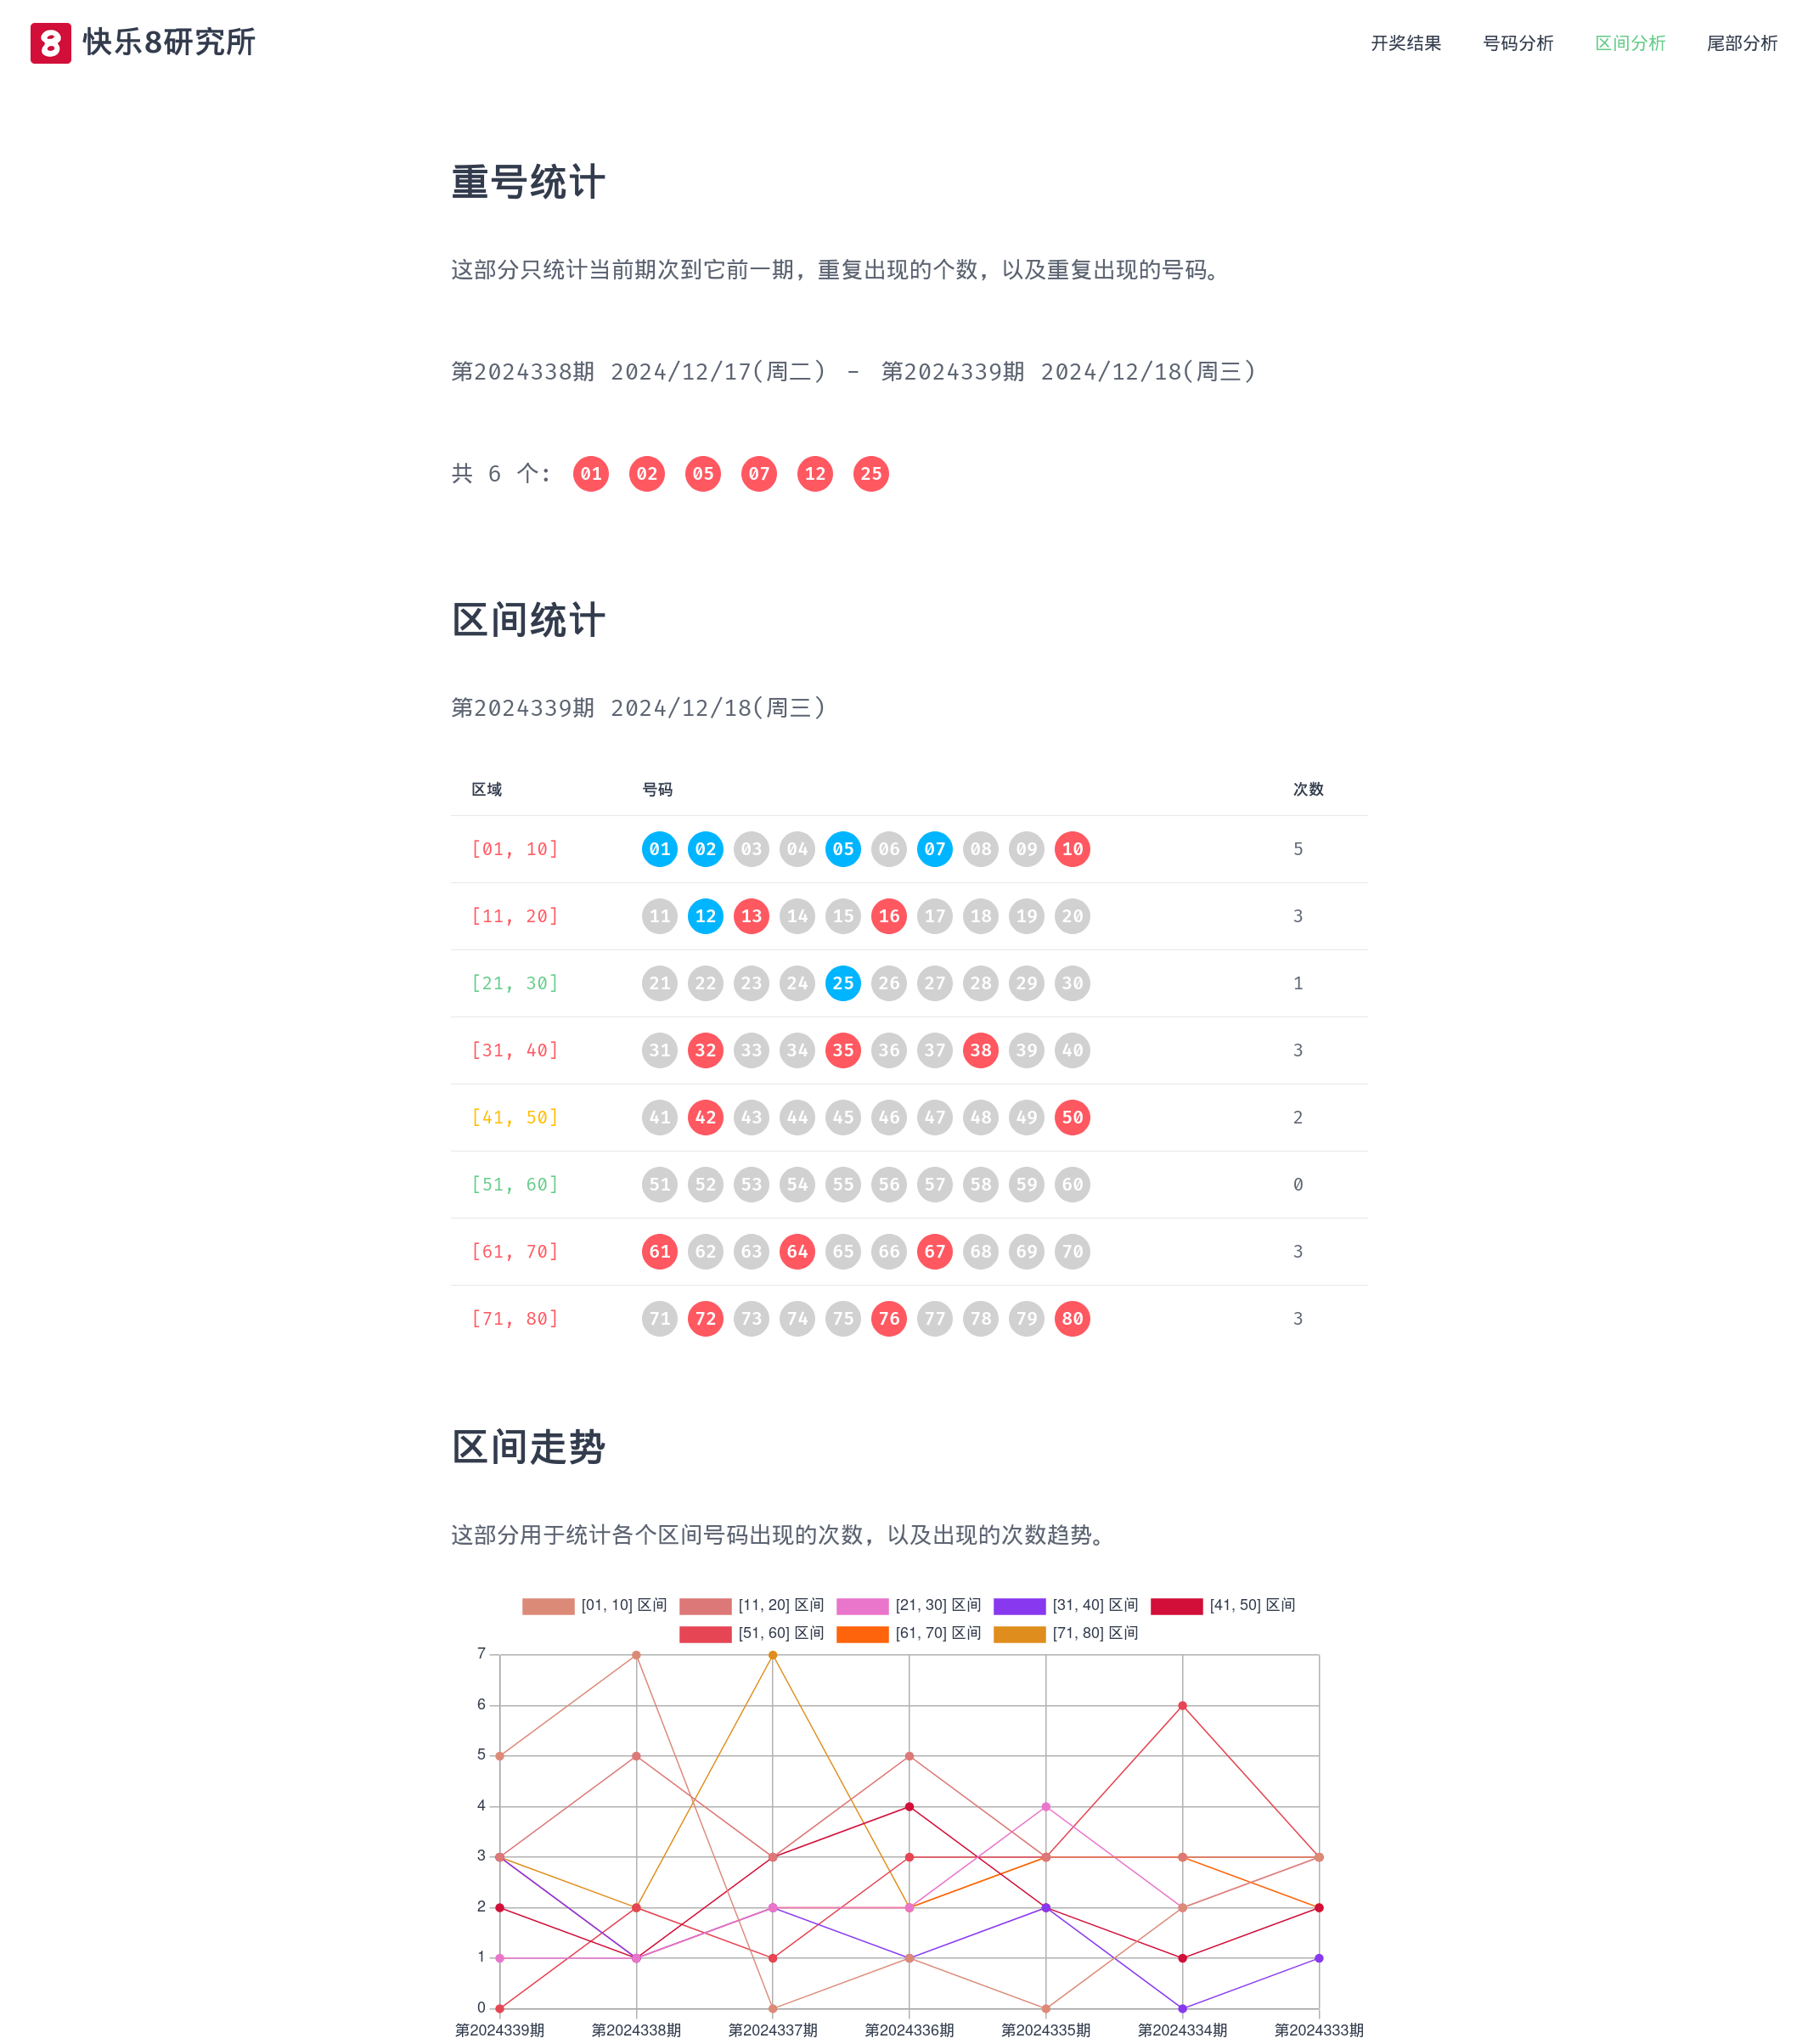 8 快乐8研究所
开奖结果 号码分析 区间分析 尾部分析
重号统计
这部分只统计当前期次到它前一期，重复出现的个数，以及重复出现的号码。
第2024338期 2024/12/17(周二) - 第2024339期 2024/12/18(周三)
共 6 个: 01 02 05 07 12 25
区间统计
第2024339期 2024/12/18(周三)
区域 号码 次数
[01, 10] 01 02 03 04 05 06 07 08 09 10 5
[11, 20] 11 12 13 14 15 16 17 18 19 20 3
[21, 30] 21 22 23 24 25 26 27 28 29 30 1
[31, 40] 31 32 33 34 35 36 37 38 39 40 3
[41, 50] 41 42 43 44 45 46 47 48 49 50 2
[51, 60] 51 52 53 54 55 56 57 58 59 60 0
[61, 70] 61 62 63 64 65 66 67 68 69 70 3
[71, 80] 71 72 73 74 75 76 77 78 79 80 3
区间走势
这部分用于统计各个区间号码出现的次数，以及出现的次数趋势。
[01, 10] 区间 [11, 20] 区间 [21, 30] 区间 [31, 40] 区间 [41, 50] 区间
[51, 60] 区间 [61, 70] 区间 [71, 80] 区间
7
6
5
4
3
2
1
0
第2024339期 第2024338期 第2024337期 第2024336期 第2024335期 第2024334期 第2024333期